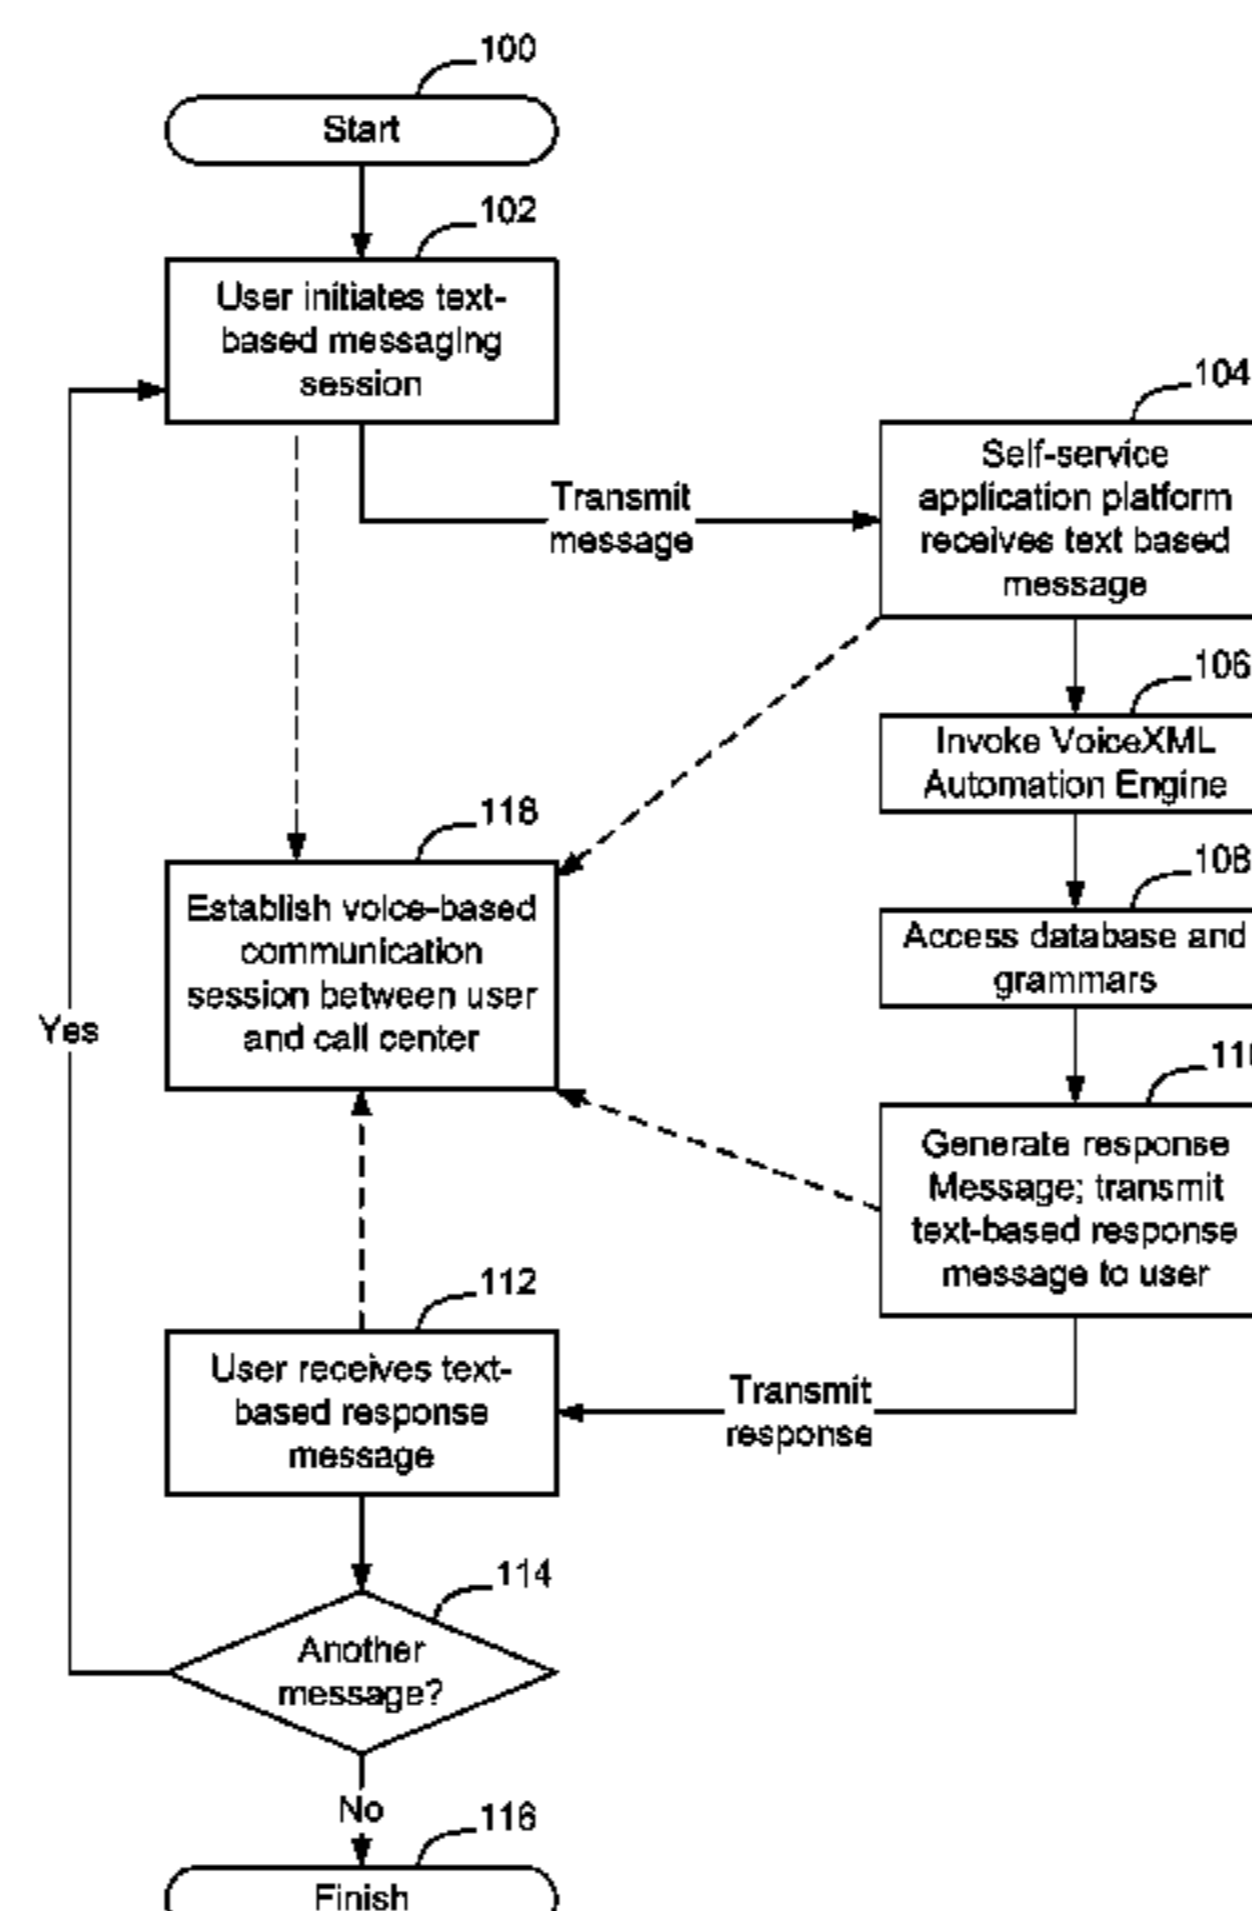 100
Start
102
User initiates text-
based messaging
session
104
Self-service
application platform
receives text based
message
Transmit
message
106
Invoke VoiceXML
Automation Engine
118
Establish voice-based
communication
session between user
and call center
108
Access database and
grammars
Yes
110
Generate response
Message; transmit
text-based response
message to user
112
User receives text-
based response
message
Transmit
response
114
Another
message?
No
116
Finish